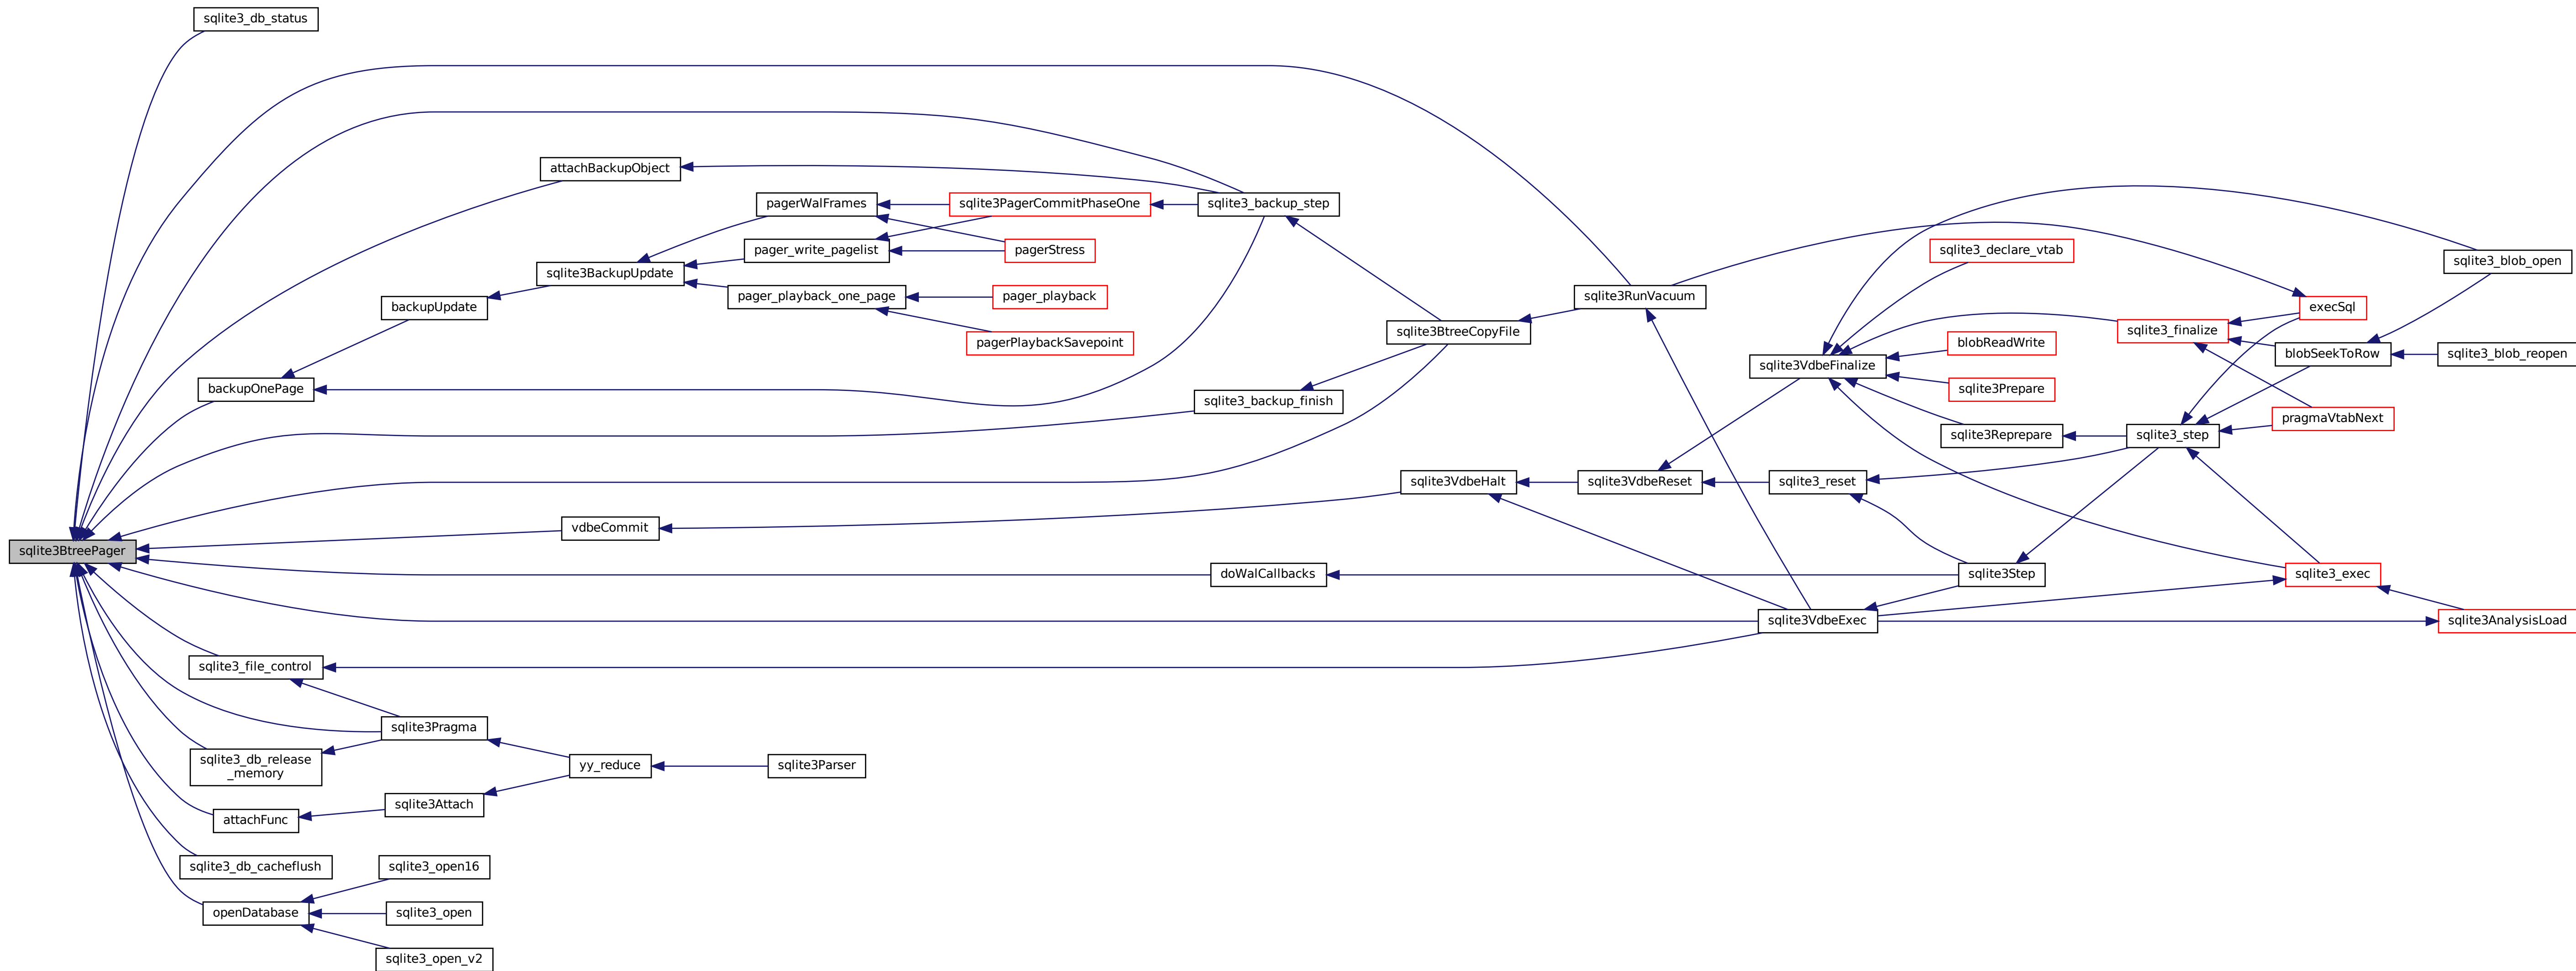 sqlite3_db_status
attachBackupObject
pagerWalFrames
sqlite3PagerCommitPhaseOne
sqlite3_backup_step
pager_write_pagelist
pagerStress
sqlite3_declare_vtab
sqlite3_blob_open
sqlite3BackupUpdate
backupUpdate
pager_playback_one_page
pager_playback
sqlite3RunVacuum
execSql
pagerPlaybackSavepoint
sqlite3BtreeCopyFile
sqlite3_finalize
blobReadWrite
blobSeekToRow
sqlite3_blob_reopen
sqlite3VdbeFinalize
backupOnePage
sqlite3_backup_finish
sqlite3Prepare
pragmaVtabNext
sqlite3Reprepare
sqlite3_step
sqlite3VdbeHalt
sqlite3VdbeReset
sqlite3_reset
vdbeCommit
sqlite3BtreePager
doWalCallbacks
sqlite3Step
sqlite3_exec
sqlite3VdbeExec
sqlite3AnalysisLoad
sqlite3_file_control
sqlite3Pragma
sqlite3_db_release
_memory
yy_reduce
sqlite3Parser
sqlite3Attach
attachFunc
sqlite3_db_cacheflush
sqlite3_open16
openDatabase
sqlite3_open
sqlite3_open_v2